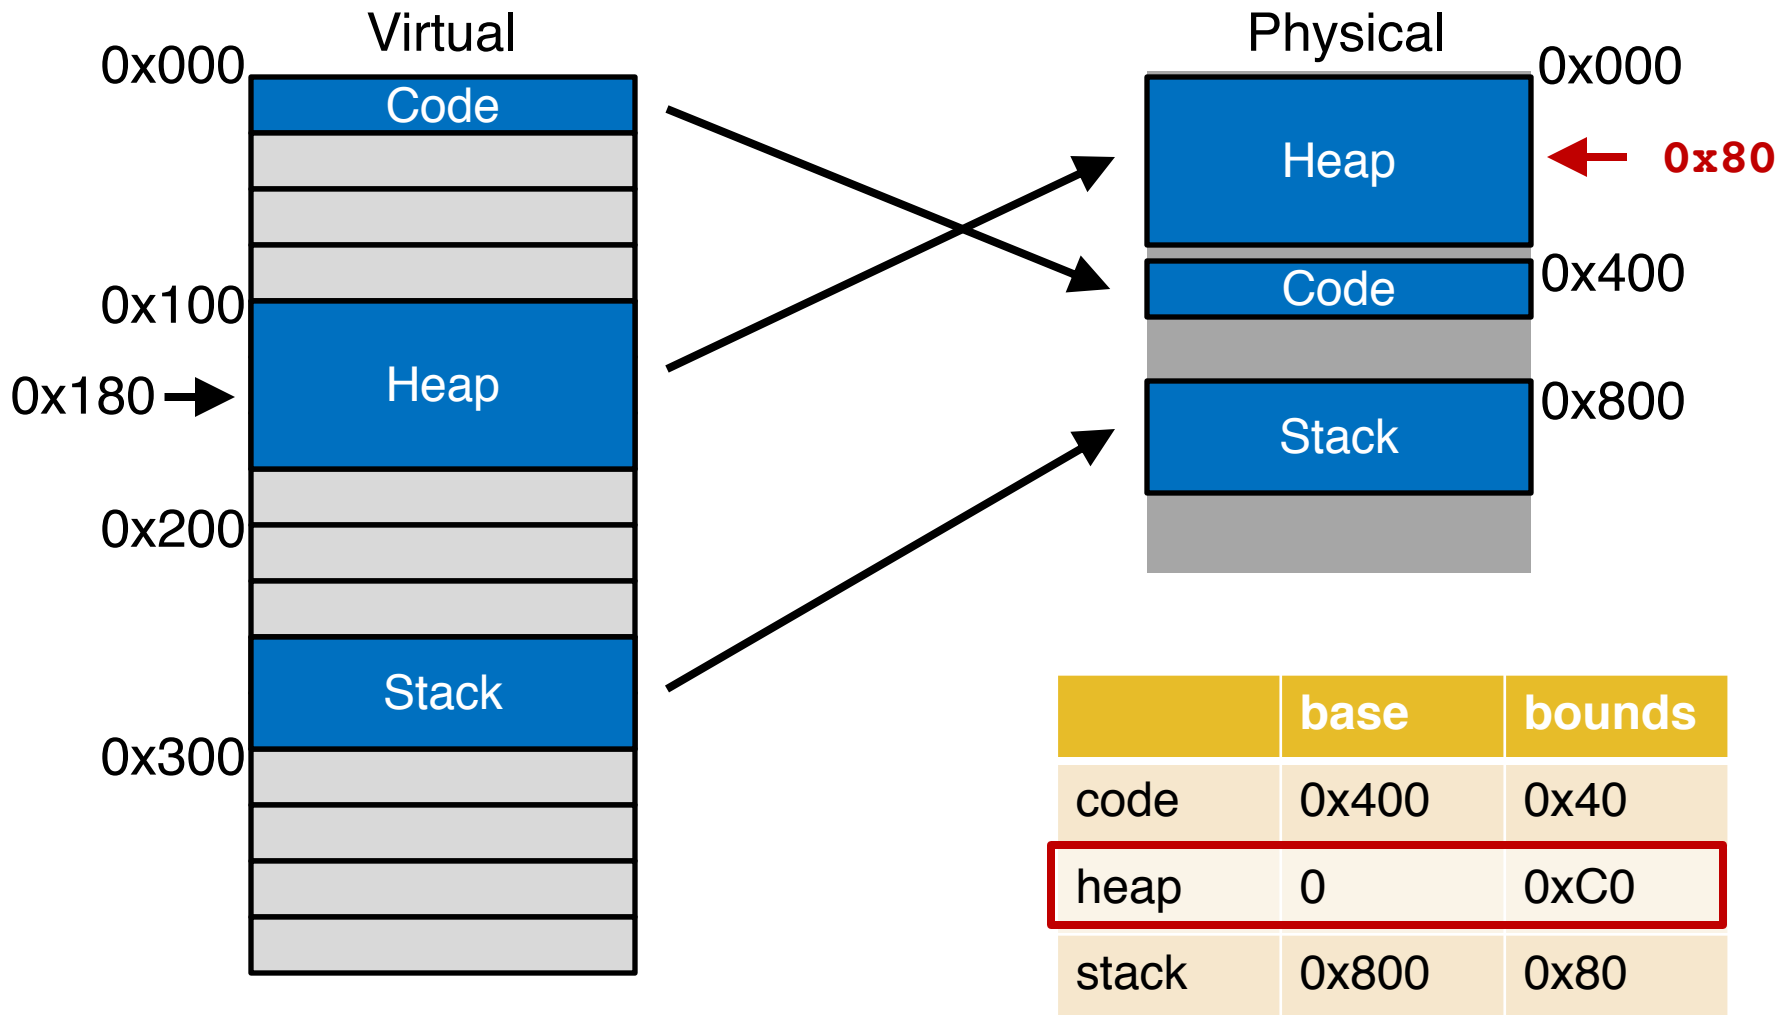 Virtual
0x000
Code
0x100
0x180
Heap
0x200
Stack
0x300
Physical
0x000
Heap
0x80
Code
0x400
Stack
0x800
base bounds
code 0x400 0x40
heap 0 0xC0
stack 0x800 0x80